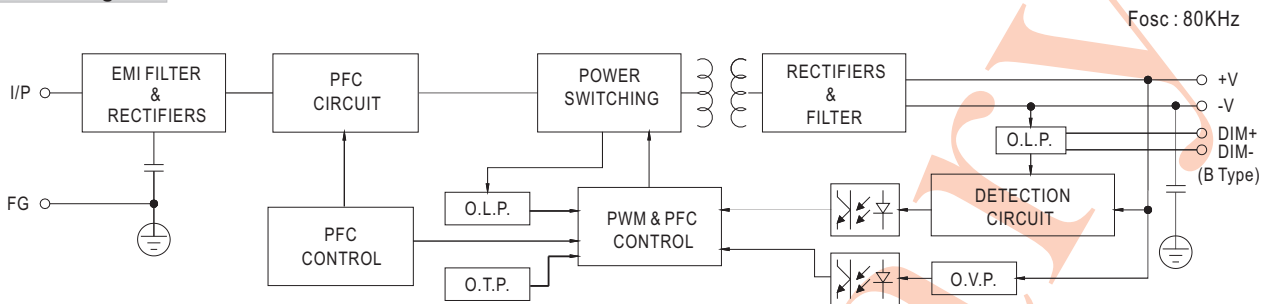 Fosc : 80KHz
I/P
EMI FILTER
&
RECTIFIERS
PFC
CIRCUIT
POWER
SWITCHING
RECTIFIERS
&
FILTER
+V
-V
DIM+
DIM-
(B Type)
O.L.P.
FG
PFC
CONTROL
O.L.P.
O.T.P.
PWM & PFC
CONTROL
DETECTION
CIRCUIT
O.V.P.